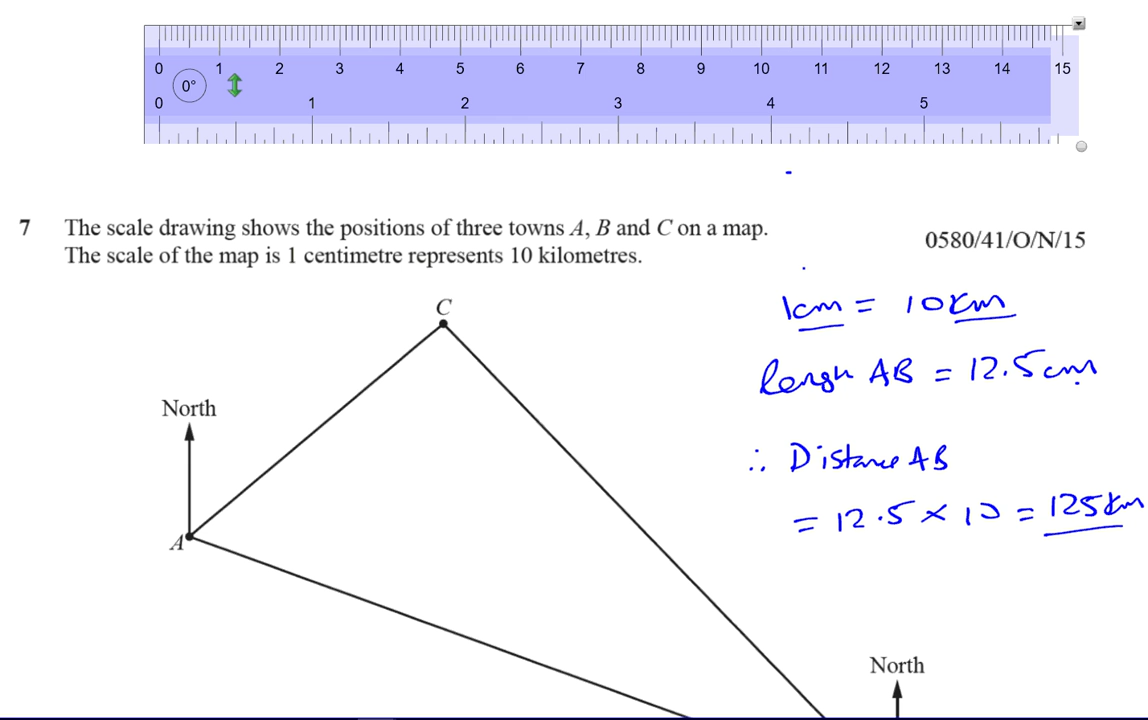 0 1 2 3 4 5 6 7 8 9 10 11 12 13 14 15
0°
0 1 2 3 4 5
7 The scale drawing shows the positions of three towns A, B and C on a map.
0580/41/O/N/15
The scale of the map is 1 centimetre represents 10 kilometres.
C
1cm = 10km
lengh AB = 12.5cm
North
∴ Distance AB
= 12.5 × 10 = 125km
A
North